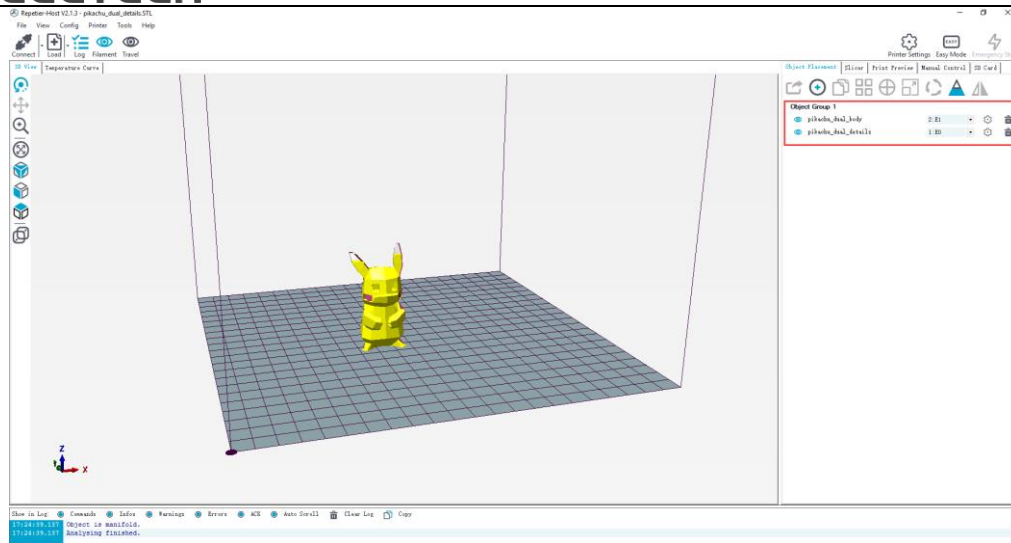 Repetier-Host V2.1.3 - pikachu_dual_details.STL
File View Config Printer Tools Help
Connect Load Log Filament Travel
Printer Settings Easy Mode Emergency St
EASY
3D View Temperature Curve
Object Placement Slicer Print Preview Manual Control SD Card
Object Group 1
pikachu_dual_body 2:E1
pikachu_dual_details 1:E0
Z
X
Show in Log: Commands Infos Warnings Errors ACK Auto Scroll Clear Log Copy
17:24:39.137 Object is manifold.
17:24:39.137 Analysing finished.